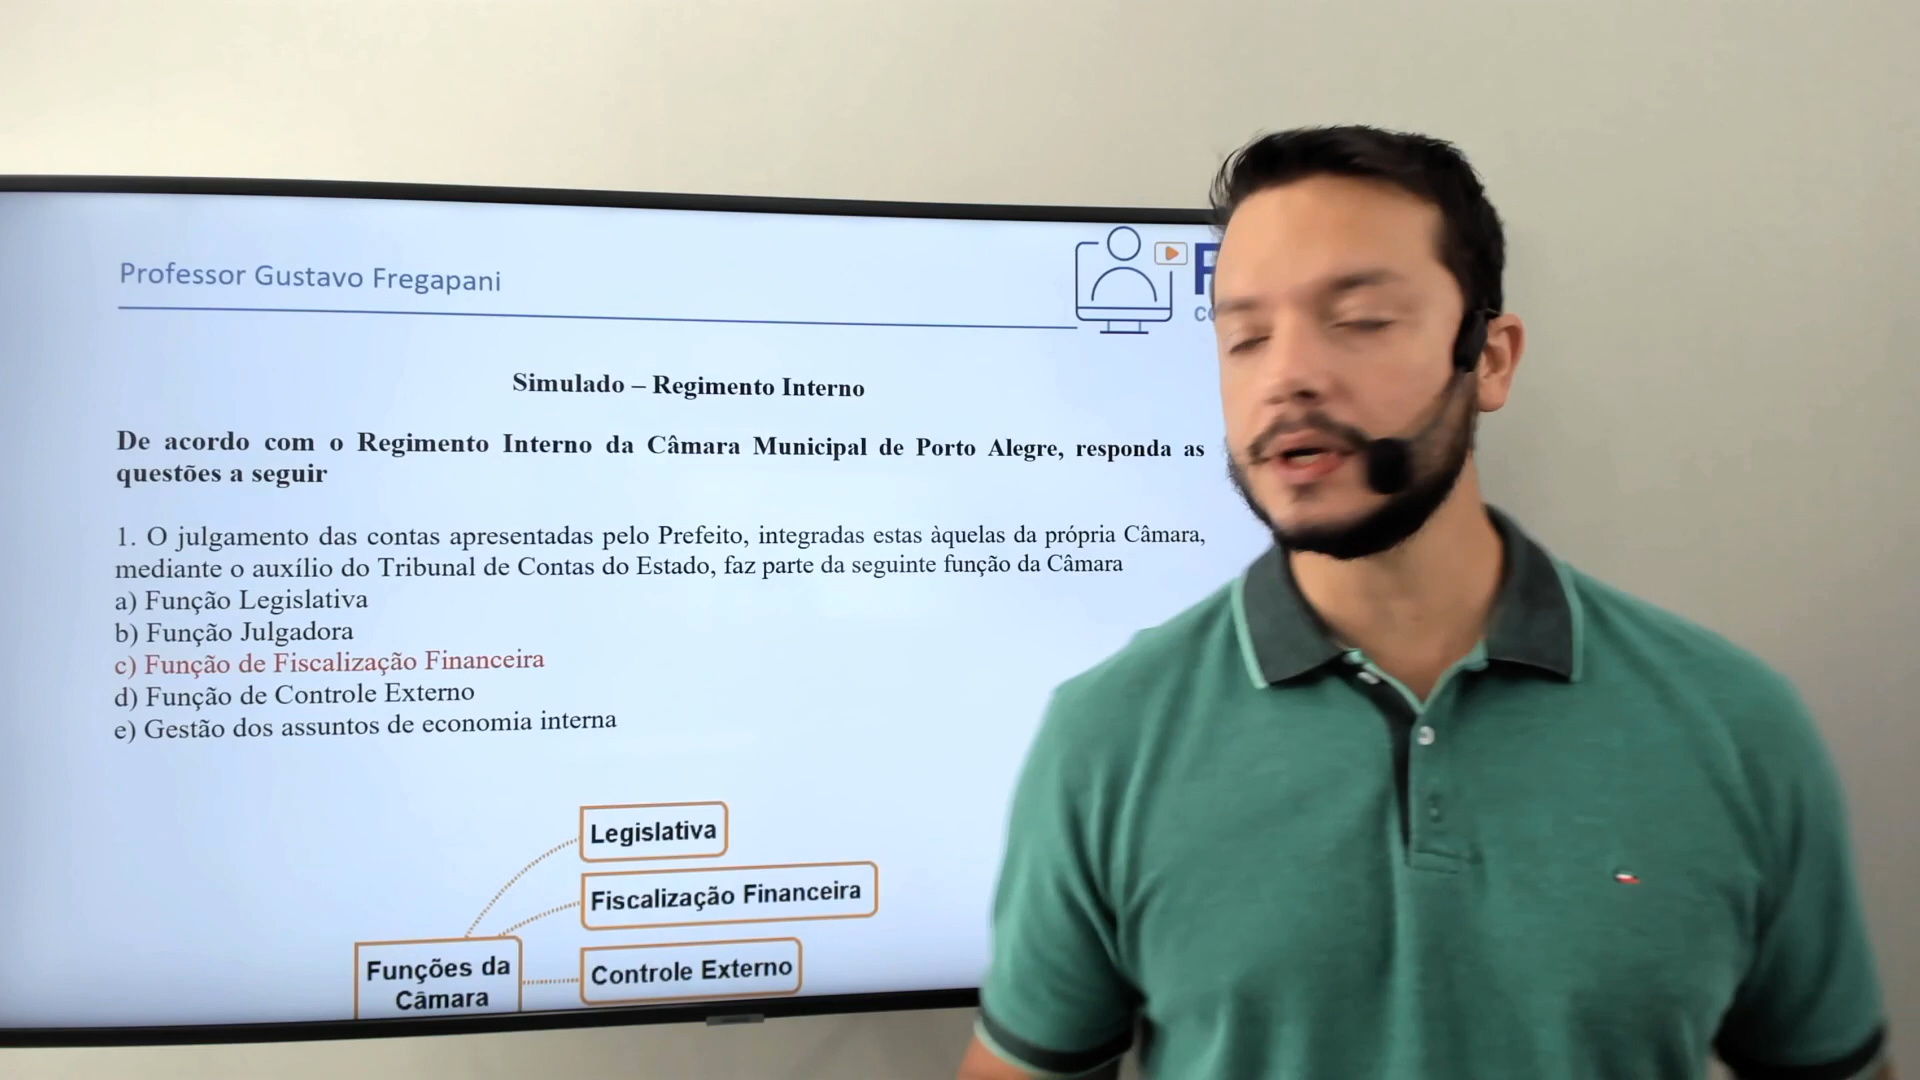 Professor Gustavo Fregapani
Simulado – Regimento Interno
De acordo com o Regimento Interno da Câmara Municipal de Porto Alegre, responda as
questões a seguir
1. O julgamento das contas apresentadas pelo Prefeito, integradas estas àquelas da própria Câmara,
mediante o auxílio do Tribunal de Contas do Estado, faz parte da seguinte função da Câmara
a) Função Legislativa
b) Função Julgadora
c) Função de Fiscalização Financeira
d) Função de Controle Externo
e) Gestão dos assuntos de economia interna
Legislativa
Fiscalização Financeira
Controle Externo
Funções da
Câmara